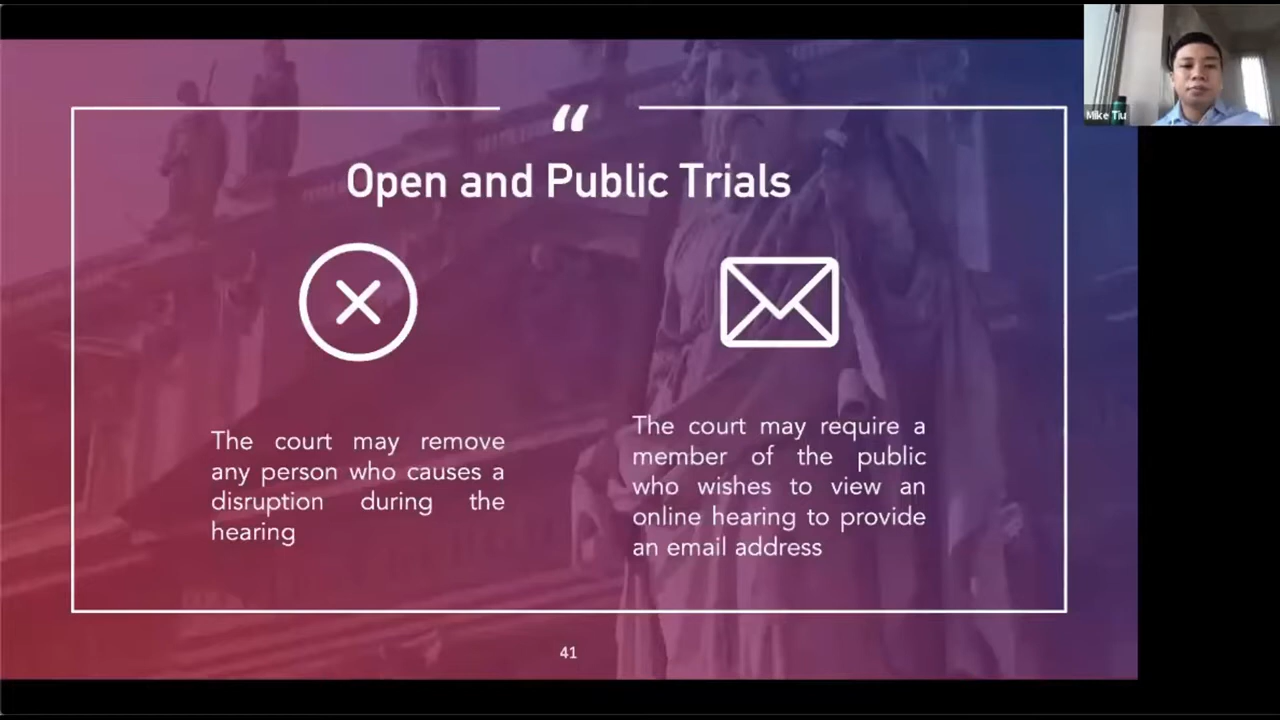 Mike Tiu
“
Open and Public Trials
The court may remove
any person who causes a
disruption during the
hearing
The court may require a
member of the public
who wishes to view an
online hearing to provide
an email address
41